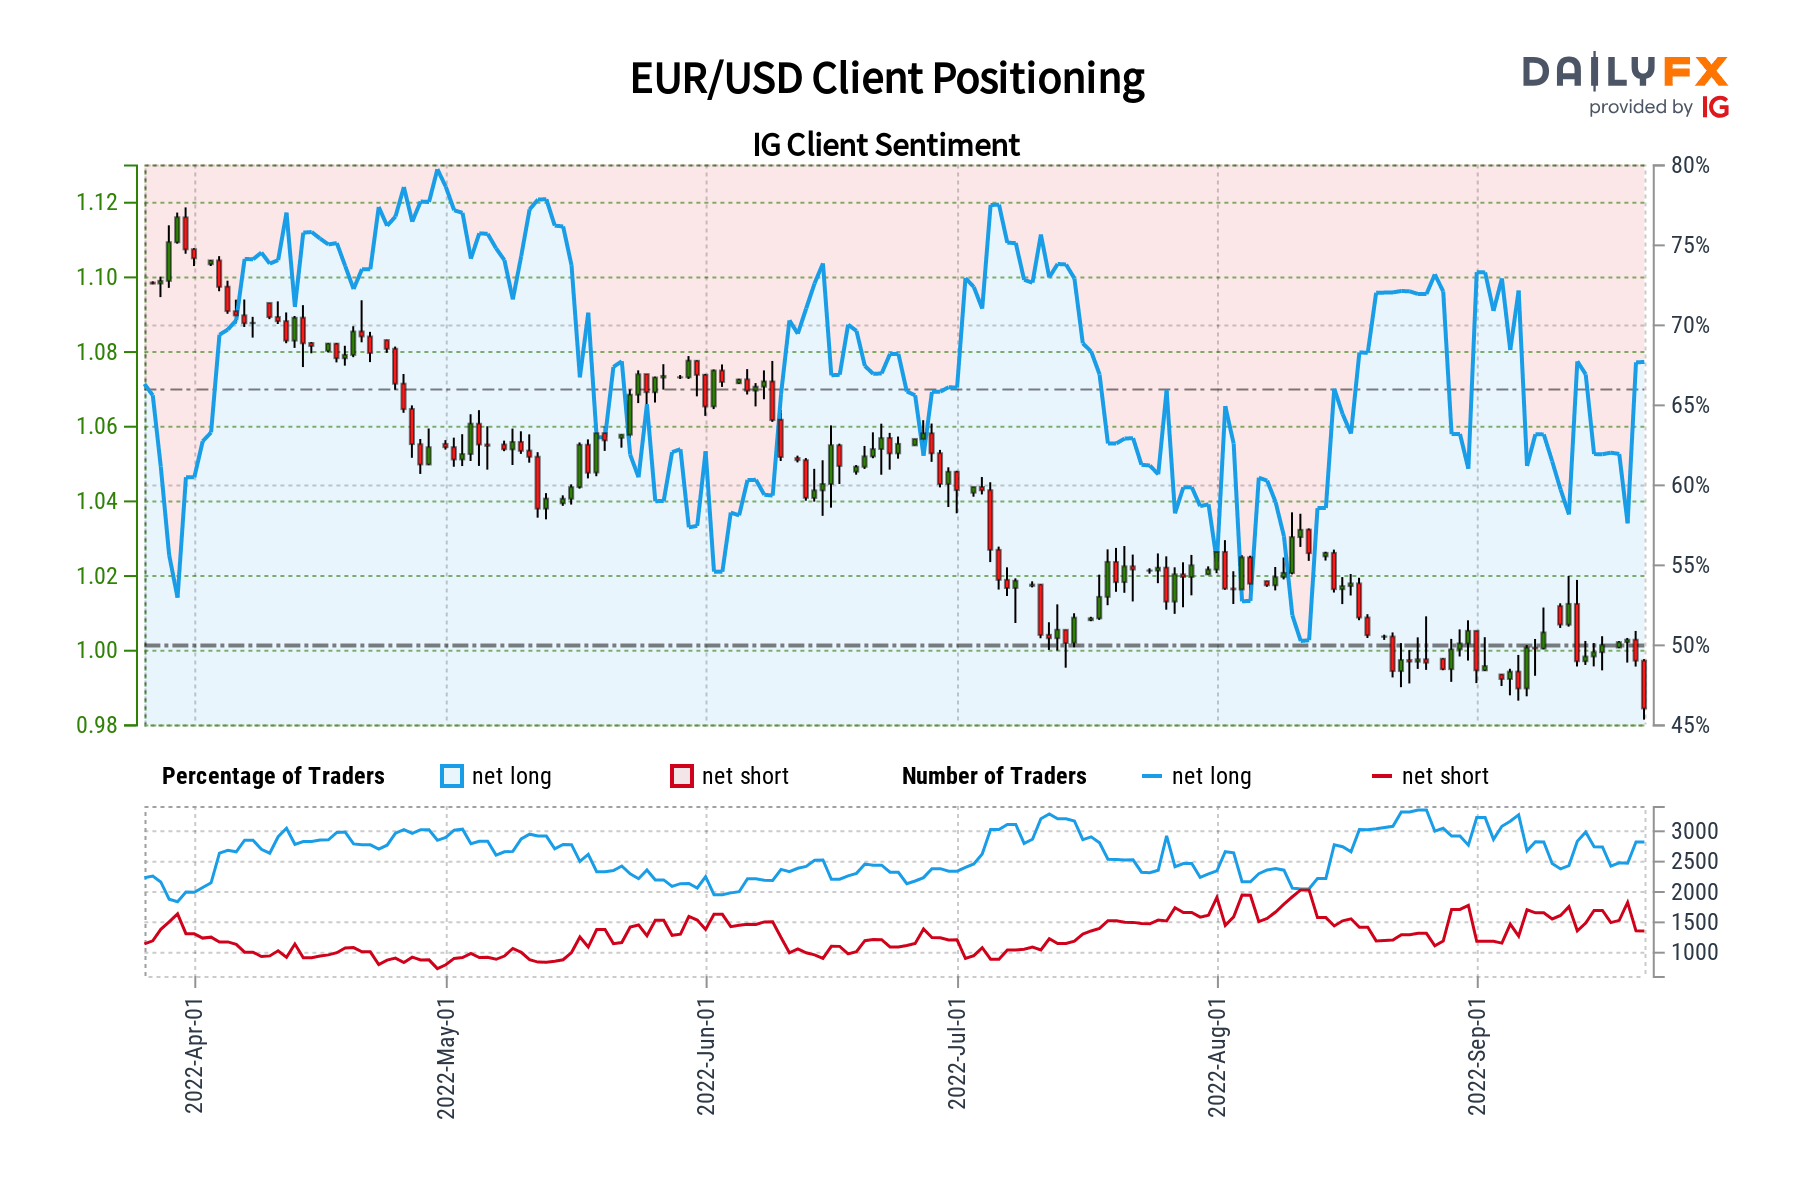 EUR/USD Client Positioning
DAILYFX
provided by IG
IG Client Sentiment
1.12
1.10
1.08
1.06
1.04
1.02
1.00
0.98
80%
75%
70%
65%
60%
55%
50%
45%
Percentage of Traders net long net short Number of Traders net long net short
3000
2500
2000
1500
1000
2022-Apr-01
2022-May-01
2022-Jun-01
2022-Jul-01
2022-Aug-01
2022-Sep-01